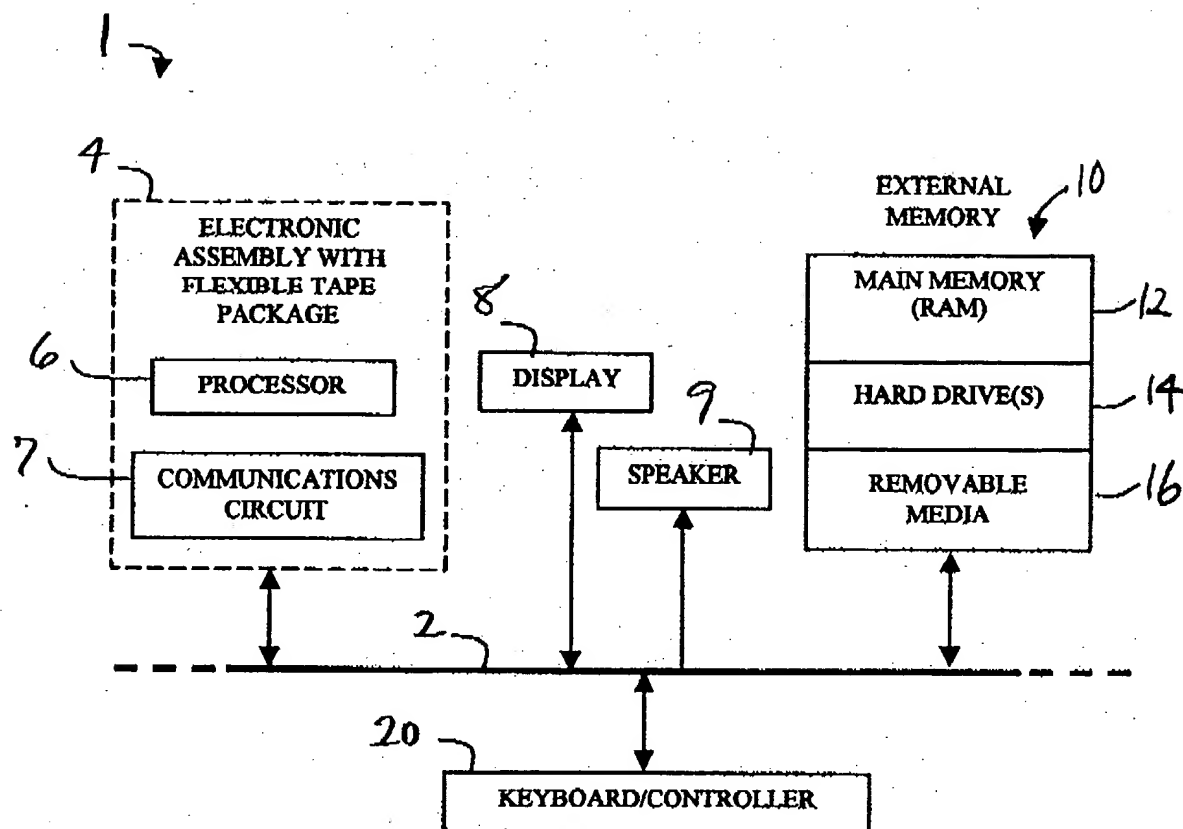 1
4
ELECTRONIC
ASSEMBLY WITH
FLEXIBLE TAPE
PACKAGE
6
PROCESSOR
7
COMMUNICATIONS
CIRCUIT
8
DISPLAY
9
SPEAKER
EXTERNAL
MEMORY
10
MAIN MEMORY
(RAM)
12
HARD DRIVE(S)
14
REMOVABLE
MEDIA
16
2
20
KEYBOARD/CONTROLLER